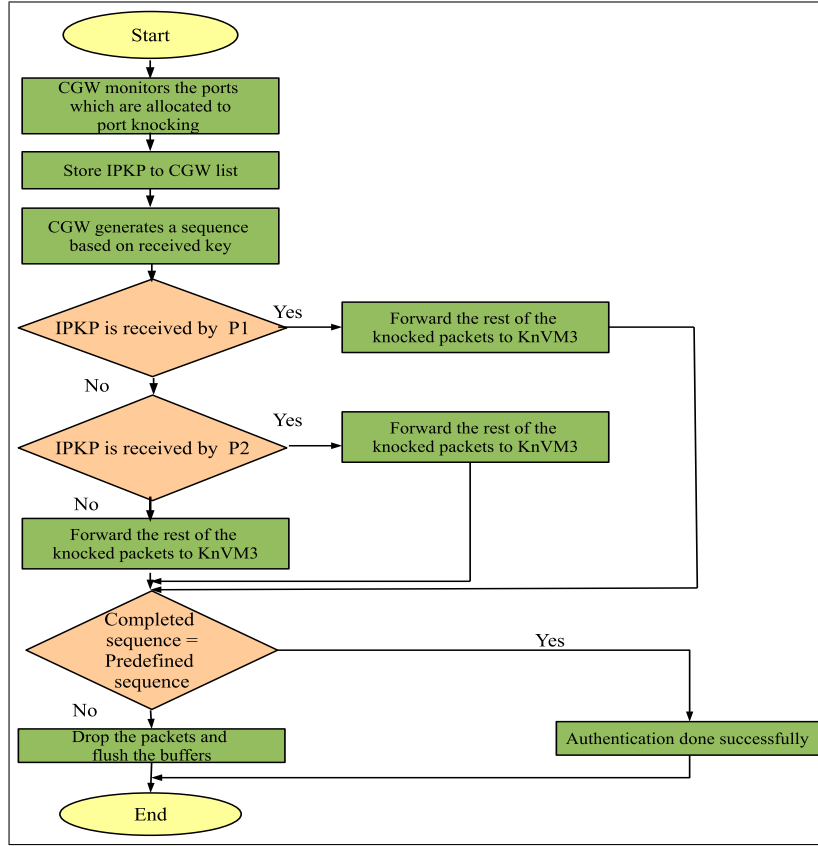 Start
CGW monitors the ports
which are allocated to
port knocking
Store IPKP to CGW list
CGW generates a sequence
based on received key
IPKP is received by P1
Yes
Forward the rest of the
knocked packets to KnVM3
No
IPKP is received by P2
Yes
Forward the rest of the
knocked packets to KnVM3
No
Forward the rest of the
knocked packets to KnVM3
Completed
sequence =
Predefined
sequence
Yes
No
Drop the packets and
flush the buffers
Authentication done successfully
End